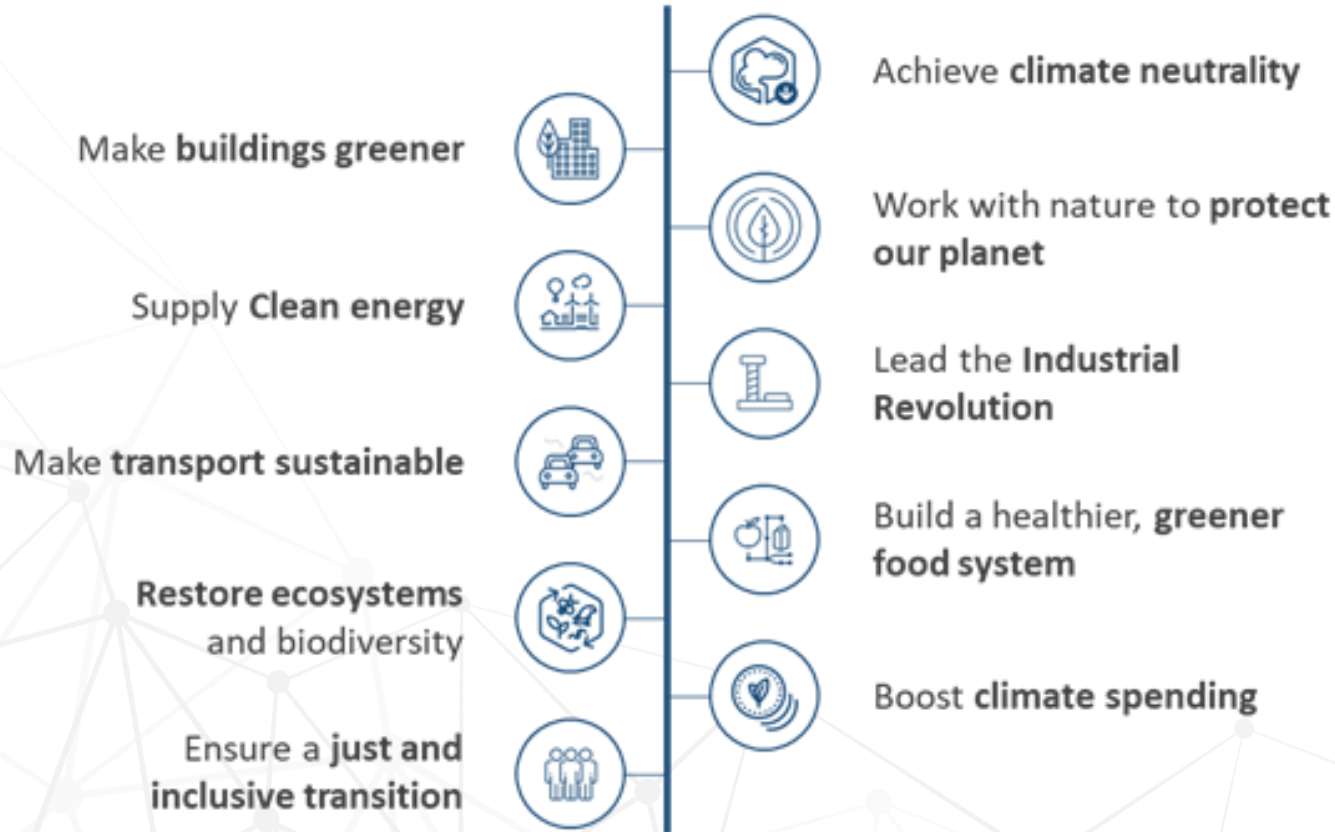 Achieve climate neutrality
Make buildings greener
Work with nature to protect
our planet
Supply Clean energy
Lead the Industrial
Revolution
Make transport sustainable
Build a healthier, greener
food system
Restore ecosystems
and biodiversity
Boost climate spending
Ensure a just and
inclusive transition